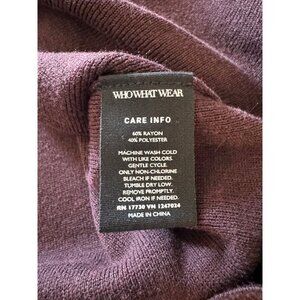 WHO WHAT WEAR
CARE INFO
60% RAYON
40% POLYESTER
MACHINE WASH COLD
WITH LIKE COLORS.
GENTLE CYCLE.
ONLY NON-CHLORINE
BLEACH IF NEEDED.
TUMBLE DRY LOW.
REMOVE PROMPTLY.
COOL IRON IF NEEDED.
RN 17730 VN 1247024
MADE IN CHINA